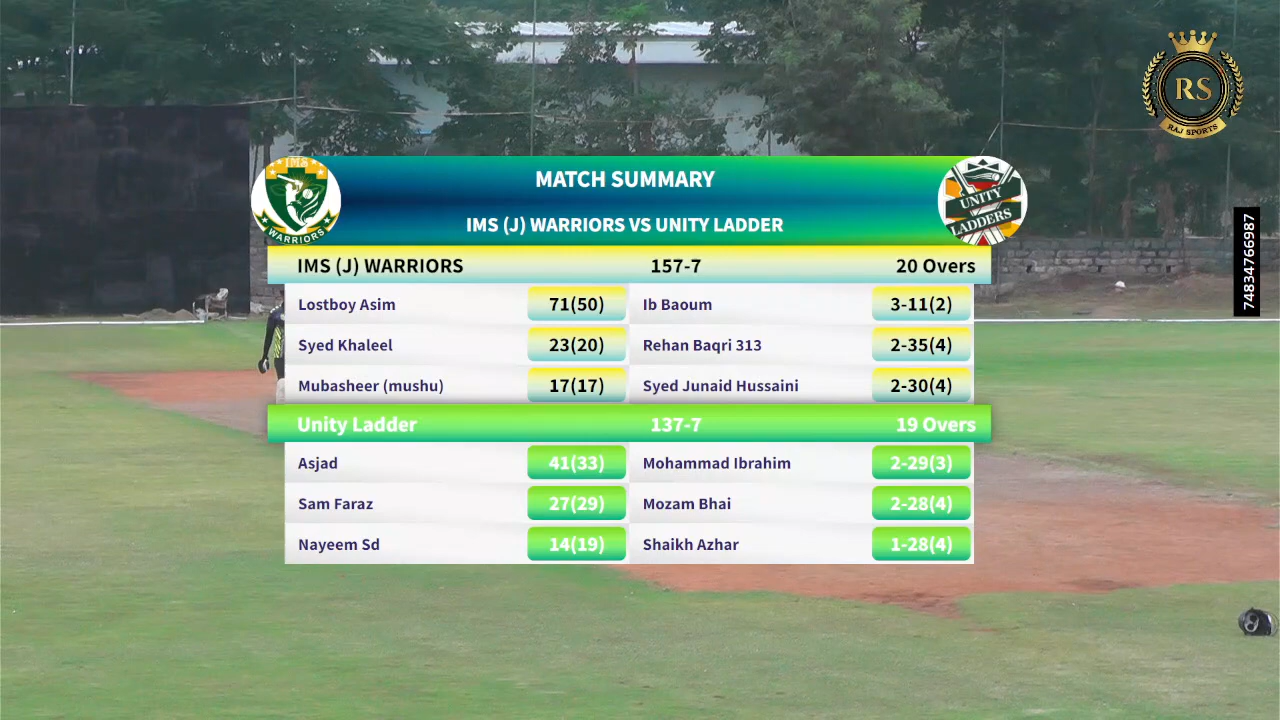 RS
RAJ SPORTS
IMS
WARRIORS
MATCH SUMMARY
IMS (J) WARRIORS VS UNITY LADDER
UNITY
LADDERS
74834766987
IMS (J) WARRIORS 157-7 20 Overs
Lostboy Asim 71(50) Ib Baoum 3-11(2)
Syed Khaleel 23(20) Rehan Baqri 313 2-35(4)
Mubasheer (mushu) 17(17) Syed Junaid Hussaini 2-30(4)
Unity Ladder 137-7 19 Overs
Asjad 41(33) Mohammad Ibrahim 2-29(3)
Sam Faraz 27(29) Mozam Bhai 2-28(4)
Nayeem Sd 14(19) Shaikh Azhar 1-28(4)